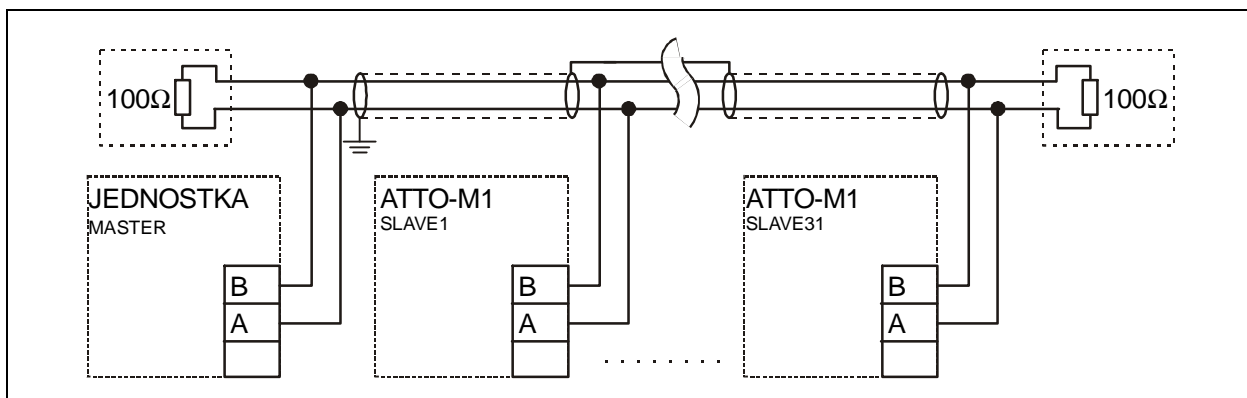 100Ω
100Ω
JEDNOSTKA
MASTER
B
A
ATTO-M1
SLAVE1
B
A
ATTO-M1
SLAVE31
B
A